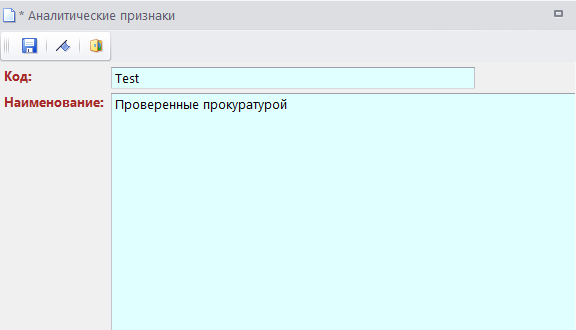 * Аналитические признаки
Код: Test
Наименование: Проверенные прокуратурой